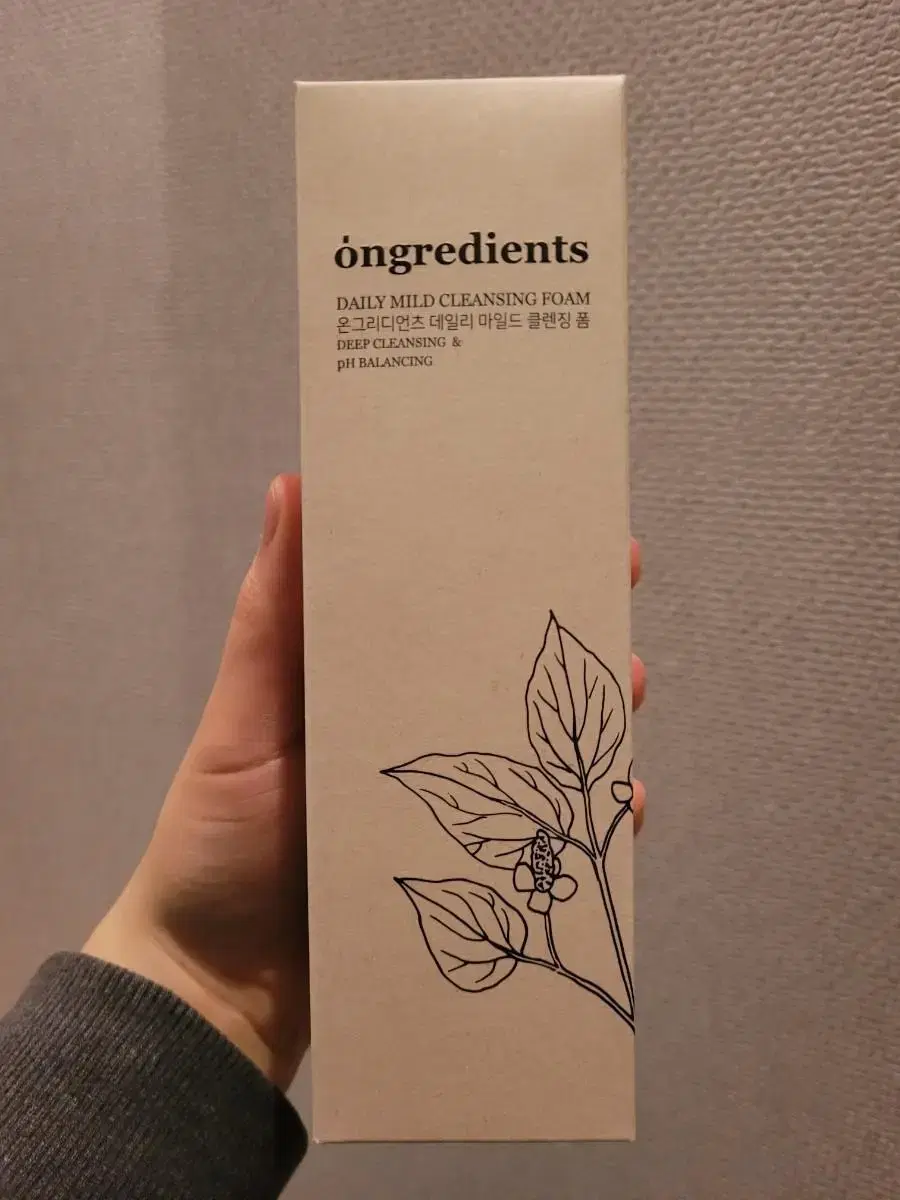 óngredients
DAILY MILD CLEANSING FOAM
온그리디언츠 데일리 마일드 클렌징 폼
DEEP CLEANSING &
pH BALANCING